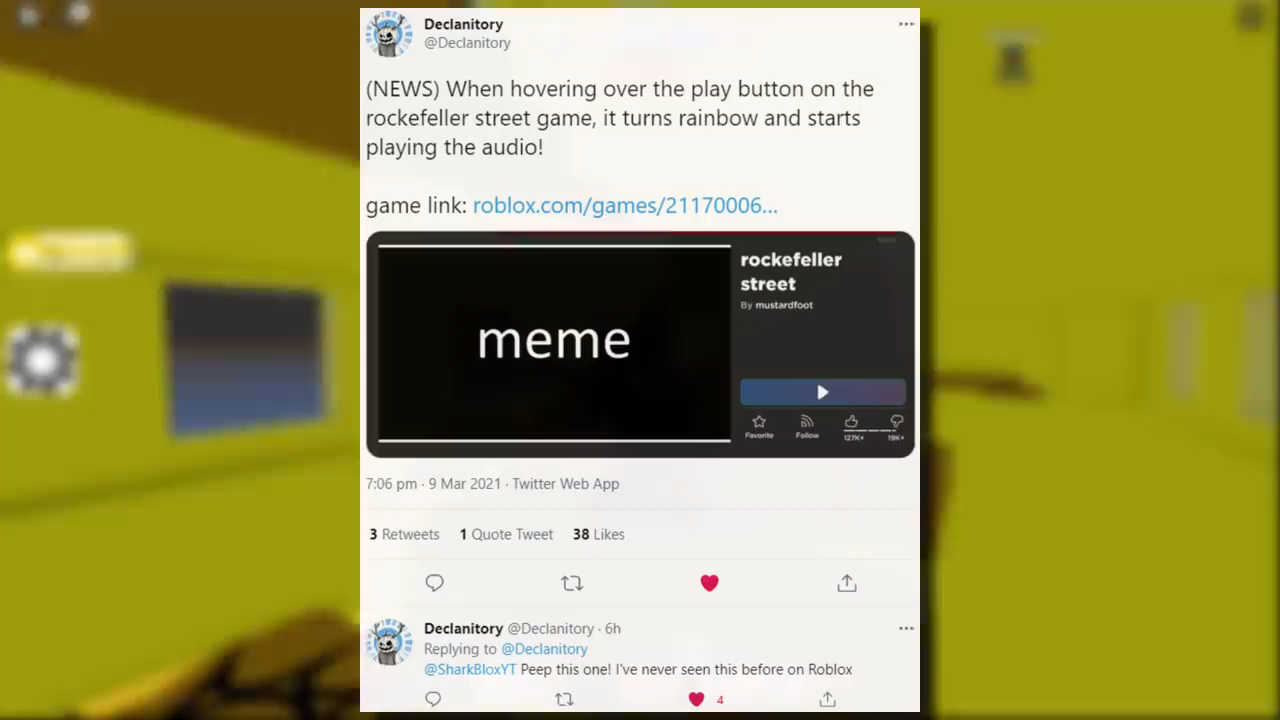 Declanitory
@Declanitory
(NEWS) When hovering over the play button on the
rockefeller street game, it turns rainbow and starts
playing the audio!
game link: roblox.com/games/21170006...
meme
rockefeller
street
By mustardfoot
Favorite Follow 127K+ 19K+
7:06 pm · 9 Mar 2021 · Twitter Web App
3 Retweets 1 Quote Tweet 38 Likes
Declanitory @Declanitory · 6h
Replying to @Declanitory
@SharkBloxYT Peep this one! I've never seen this before on Roblox
4